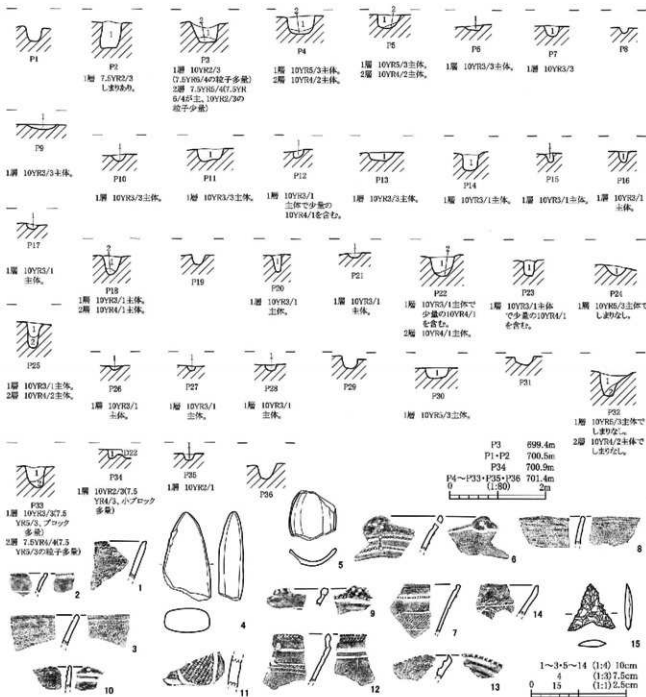 2
1
2
1
2
1
2
1
1
1
P1
P2
P3
P4
P5
P6
P7
P8
1層 7.5YR2/3
しまりあり。
1層 10YR2/3
(7.5YR6/4の粒子多量)
2層 7.5YR6/4(7.5YR
6/4が主、10YR2/3の
粒子少量)
1層 10YR5/3主体。
2層 10YR4/2主体。
1層 10YR3/3主体。
2層 10YR4/2主体。
1層 10YR3/3主体。
1層 10YR3/3
P9
1層 10YR2/3主体。
P10
P11
P12
P13
P14
P15
P16
1層 10YR3/3主体。
1層 10YR3/3主体。
1層 10YR3/1
主体で少量の
10YR4/1を含む。
1層 10YR2/3主体。
1層 10YR3/1主体。
1層 10YR3/1主体。
1層 10YR3/1
主体。
P17
1層 10YR3/1
主体。
P18
P19
P20
P21
P22
P23
P24
1層 10YR3/1主体。
2層 10YR4/1主体。
1層 10YR3/1
主体。
1層 10YR3/1
主体。
1層 10YR3/1主体で
少量の10YR4/1
を含む。
2層 10YR4/1主体。
1層 10YR3/1主体
で少量の10YR4/1
を含む。
1層 10YR5/3主体で
しまりなし。
P25
1層 10YR3/1主体。
2層 10YR4/2主体。
P26
P27
P28
P29
P30
P31
P32
1層 10YR3/1
主体。
1層 10YR3/1
主体。
1層 10YR3/1
主体。
1層 10YR5/3主体。
1層 10YR5/3主体で
しまりなし。
2層 10YR4/2主体で
しまりなし。
P33
D22
P34
P35
P36
1層 10YR3/3(7.5
YR5/3、ブロック
多量)
2層 7.5YR4/4(7.5
YR5/3の粒子多量)
1層 10YR2/3(7.5
YR4/3、小ブロック
多量)
1層 10YR2/1
P3 699.4m
P1・P2 700.5m
P34 700.9m
P4～P33・P35・P36 701.4m
0 (1:80) 2m
1
2
3
4
5
6
7
8
9
10
11
12
13
14
15
1～3・5～14 (1:4) 10cm
4 (1:3) 7.5cm
0 15 (1:1) 2.5cm